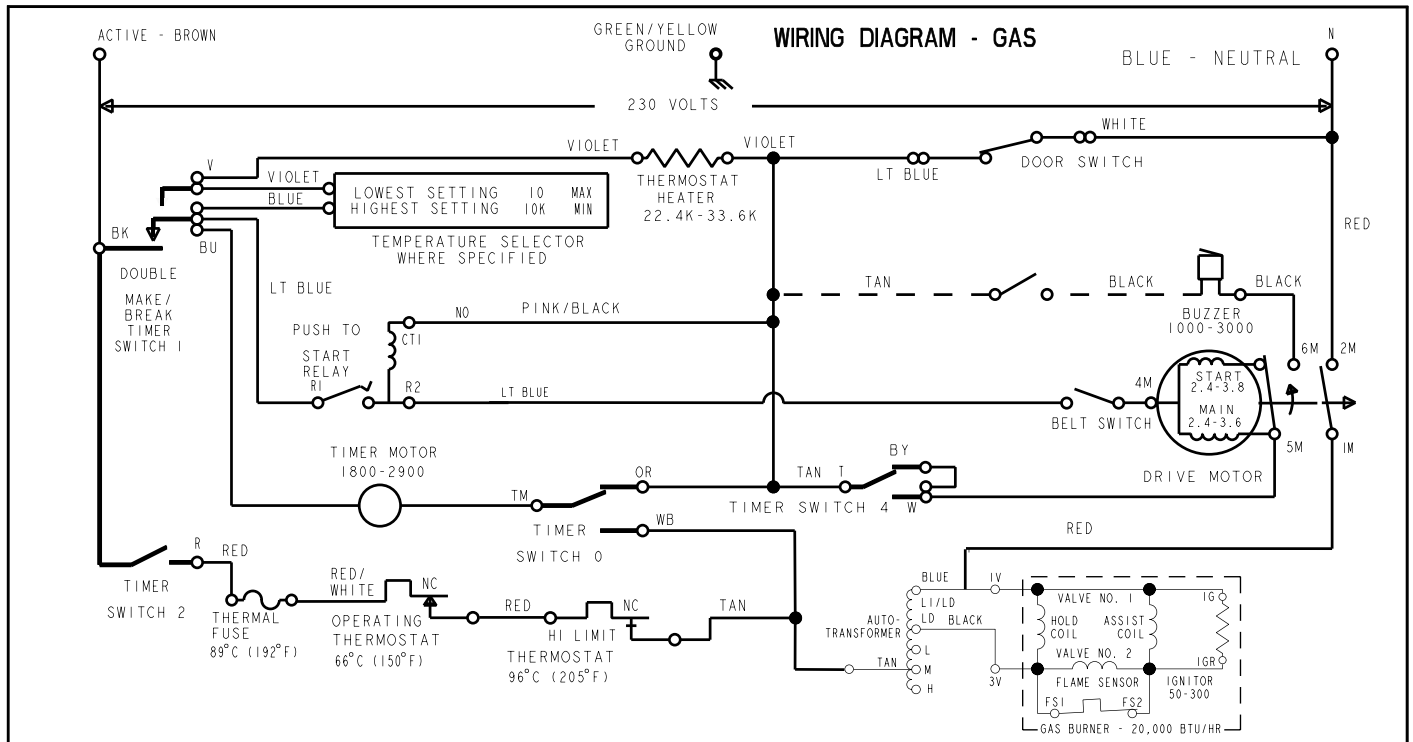 WIRING DIAGRAM - GAS
ACTIVE - BROWN
GREEN/YELLOW
GROUND
N
BLUE - NEUTRAL
230 VOLTS
WHITE
VIOLET
VIOLET
V
VIOLET
BLUE
LOWEST SETTING 10 MAX
HIGHEST SETTING 10K MIN
THERMOSTAT
HEATER
22.4K-33.6K
LT BLUE
DOOR SWITCH
TEMPERATURE SELECTOR
WHERE SPECIFIED
RED
BK
BU
DOUBLE
MAKE/
BREAK
TIMER
SWITCH 1
LT BLUE
TAN
BLACK
BLACK
BUZZER
1000-3000
NO
PINK/BLACK
CT1
PUSH TO
START
RELAY
R1
R2
LT BLUE
6M
2M
4M
START
2.4-3.8
MAIN
2.4-3.6
BELT SWITCH
5M
1M
DRIVE MOTOR
TIMER MOTOR
1800-2900
TM
OR
TAN
T
BY
TIMER SWITCH 4
W
WB
TIMER
SWITCH 0
RED
R
RED
TIMER
SWITCH 2
THERMAL
FUSE
89°C (192°F)
RED/
WHITE
NC
OPERATING
THERMOSTAT
66°C (150°F)
RED
NC
HI LIMIT
THERMOSTAT
96°C (205°F)
TAN
BLUE
1V
L1/LD
LD
BLACK
AUTO-
TRANSFORMER
L
TAN
M
H
3V
VALVE NO. 1
IG
HOLD
COIL
ASSIST
COIL
VALVE NO. 2
IGR
FLAME SENSOR
IGNITOR
50-300
FS1
FS2
GAS BURNER - 20,000 BTU/HR